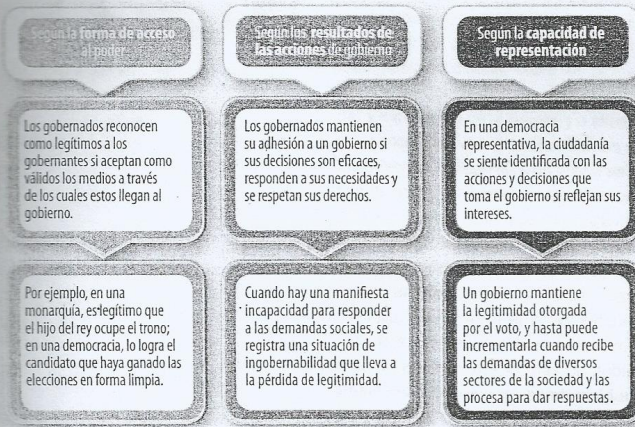 Según la forma de acceso
al poder
Los gobernados reconocen
como legítimos a los
gobernantes si aceptan como
válidos los medios a través
de los cuales estos llegan al
gobierno.
Por ejemplo, en una
monarquía, es legítimo que
el hijo del rey ocupe el trono;
en una democracia, lo logra el
candidato que haya ganado las
elecciones en forma limpia.
Según los resultados de
las acciones de gobierno
Los gobernados mantienen
su adhesión a un gobierno si
sus decisiones son eficaces,
responden a sus necesidades y
se respetan sus derechos.
Cuando hay una manifiesta
incapacidad para responder
a las demandas sociales, se
registra una situación de
ingobernabilidad que lleva a
la pérdida de legitimidad.
Según la capacidad de
representación
En una democracia
representativa, la ciudadanía
se siente identificada con las
acciones y decisiones que
toma el gobierno si reflejan sus
intereses.
Un gobierno mantiene
la legitimidad otorgada
por el voto, y hasta puede
incrementarla cuando recibe
las demandas de diversos
sectores de la sociedad y las
procesa para dar respuestas.